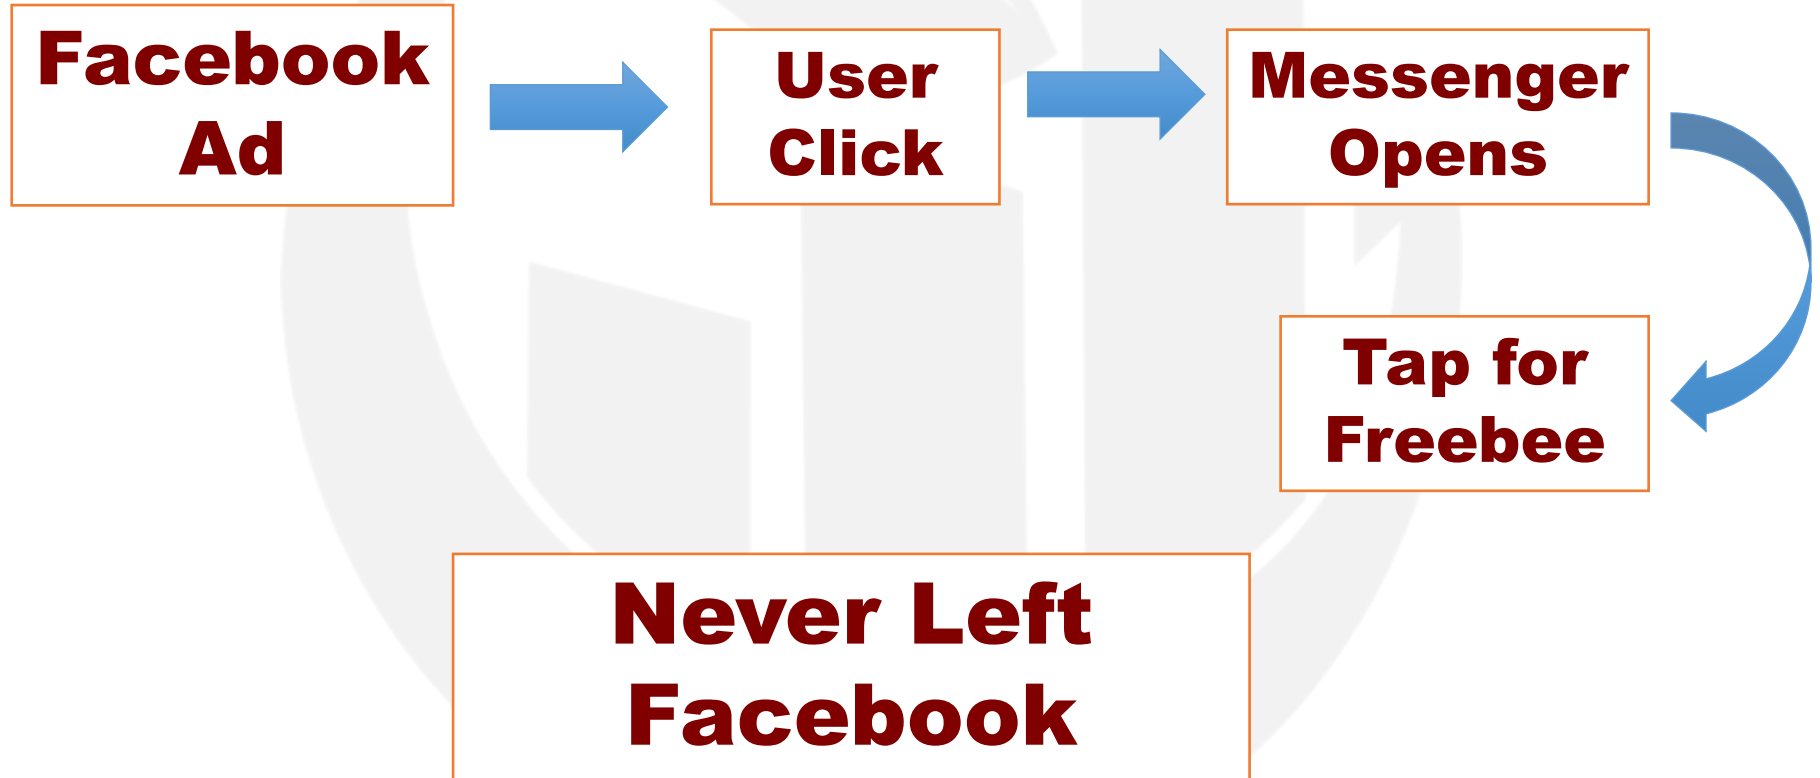 Facebook
Ad
User
Click
Messenger
Opens
Tap for
Freebee
Never Left
Facebook